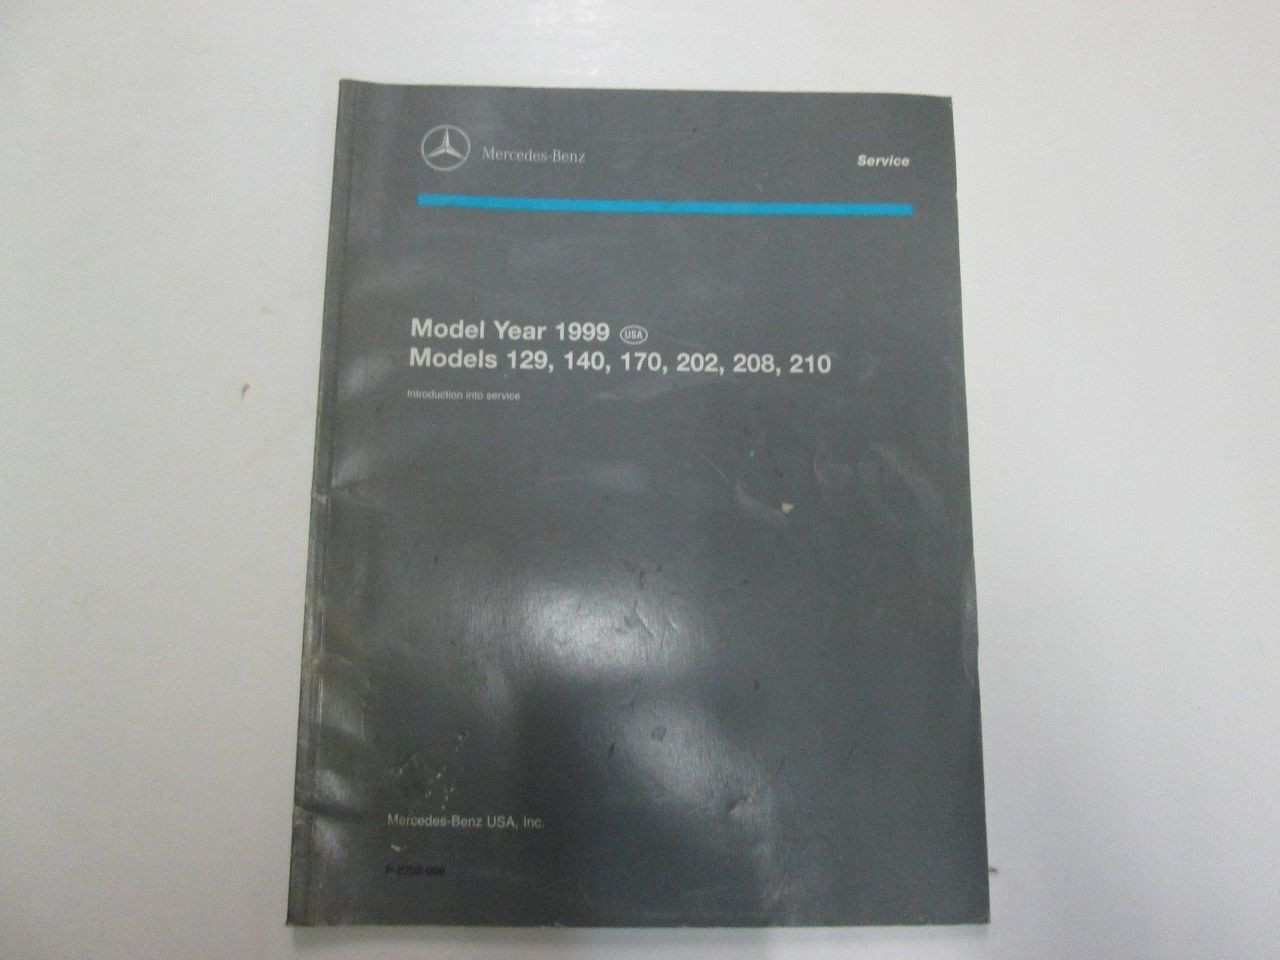 Mercedes-Benz
Service
Model Year 1999 USA
Models 129, 140, 170, 202, 208, 210
Introduction into service
Mercedes-Benz USA, Inc.